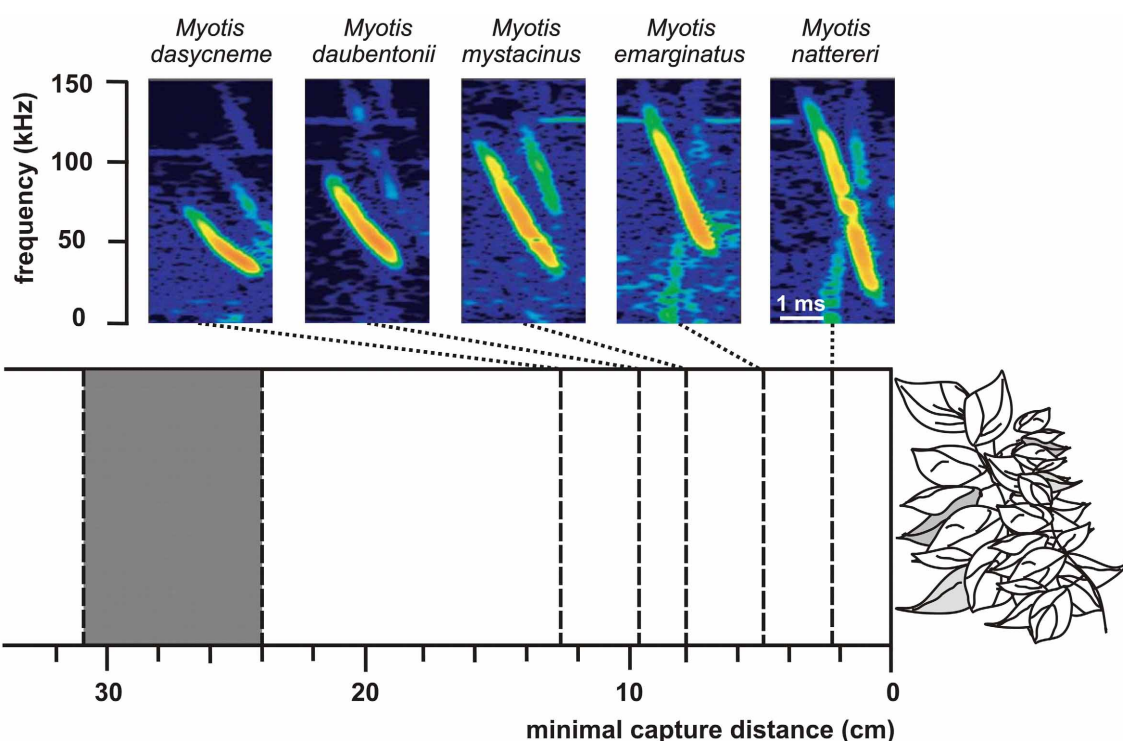 Myotis dasycneme
Myotis daubentonii
Myotis mystacinus
Myotis emarginatus
Myotis nattereri
frequency (kHz)
150
100
50
0
1 ms
30
20
10
0
minimal capture distance (cm)